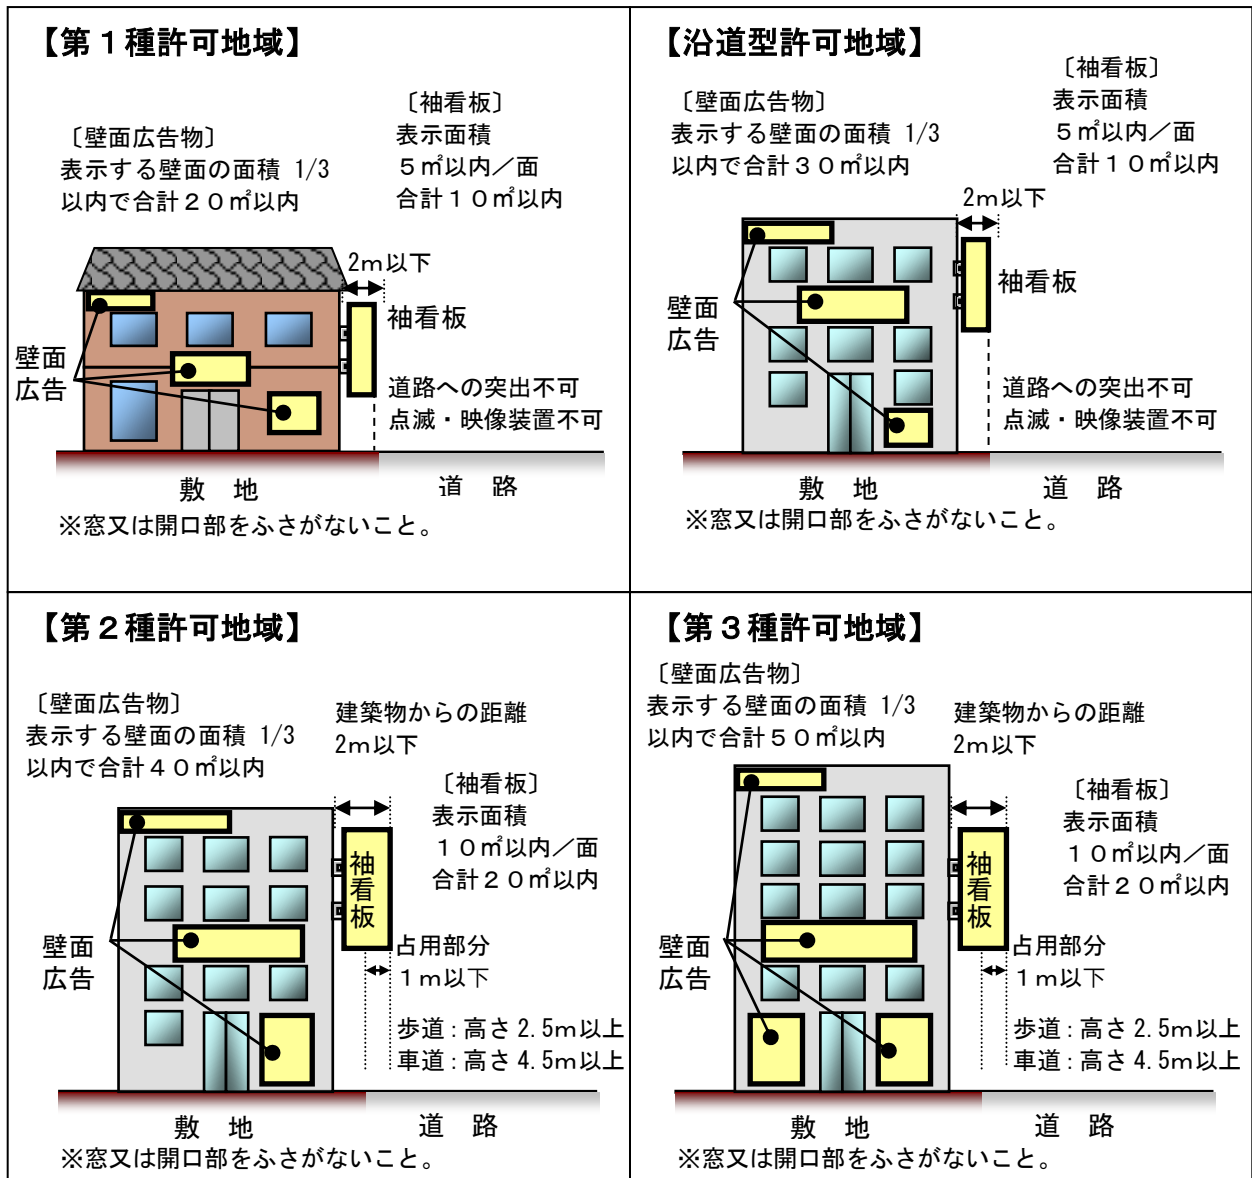 【第１種許可地域】
〔壁面広告物〕
表示する壁面の面積 1/3
以内で合計２０㎡以内
〔袖看板〕
表示面積
５㎡以内／面
合計１０㎡以内
2ｍ以下
袖看板
壁面
広告
道路への突出不可
点滅・映像装置不可
敷　地
道　路
※窓又は開口部をふさがないこと。
【沿道型許可地域】
〔壁面広告物〕
表示する壁面の面積 1/3
以内で合計３０㎡以内
〔袖看板〕
表示面積
５㎡以内／面
合計１０㎡以内
2ｍ以下
袖看板
壁面
広告
道路への突出不可
点滅・映像装置不可
敷　地
道　路
※窓又は開口部をふさがないこと。
【第２種許可地域】
〔壁面広告物〕
表示する壁面の面積 1/3
以内で合計４０㎡以内
建築物からの距離
2ｍ以下
〔袖看板〕
表示面積
１０㎡以内／面
合計２０㎡以内
袖看板
壁面
広告
占用部分
１ｍ以下
歩道：高さ 2.5ｍ以上
車道：高さ 4.5ｍ以上
敷　地
道　路
※窓又は開口部をふさがないこと。
【第３種許可地域】
〔壁面広告物〕
表示する壁面の面積 1/3
以内で合計５０㎡以内
建築物からの距離
2ｍ以下
〔袖看板〕
表示面積
１０㎡以内／面
合計２０㎡以内
袖看板
壁面
広告
占用部分
１ｍ以下
歩道：高さ 2.5ｍ以上
車道：高さ 4.5ｍ以上
敷　地
道　路
※窓又は開口部をふさがないこと。